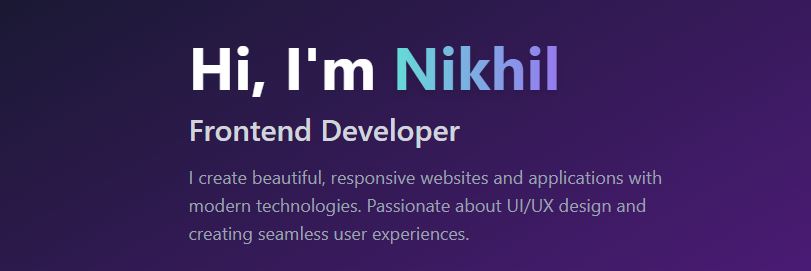 Hi, I'm Nikhil
Frontend Developer
I create beautiful, responsive websites and applications with
modern technologies. Passionate about UI/UX design and
creating seamless user experiences.